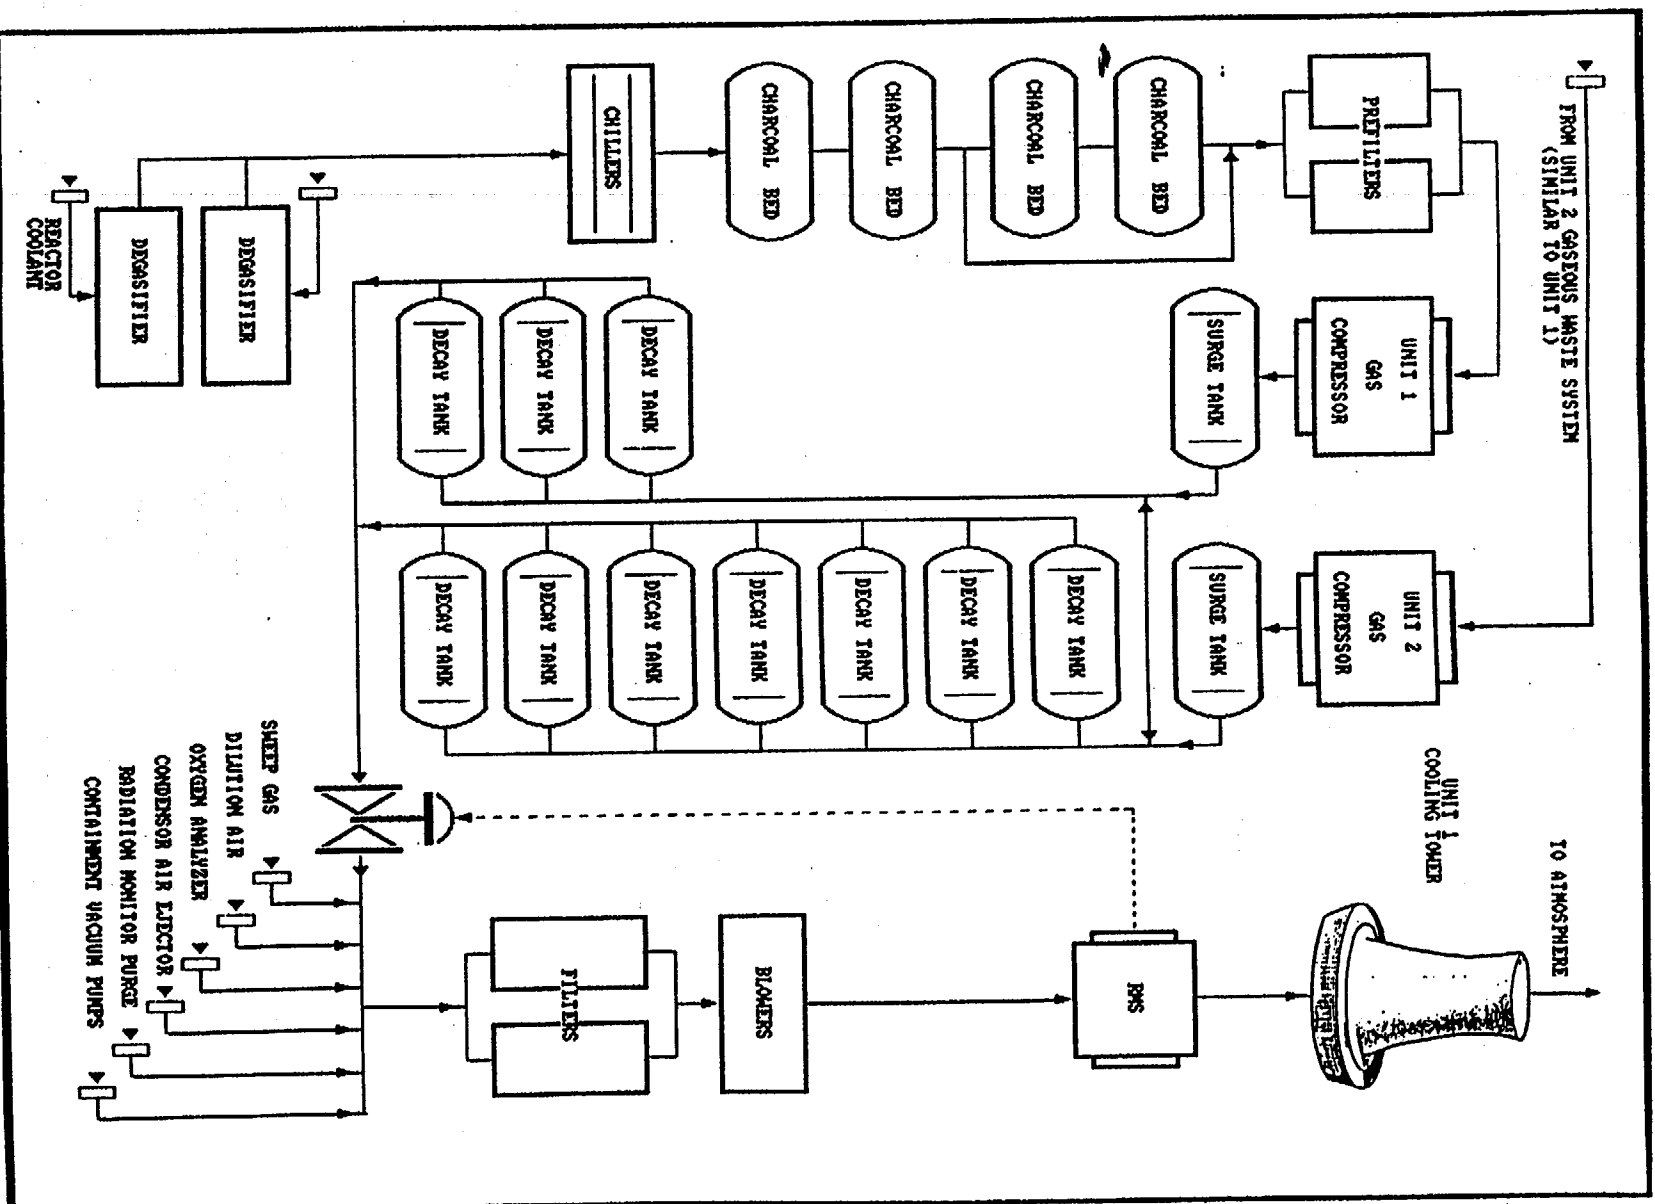 FROM UNIT 2 GASEOUS WASTE SYSTEM
(SIMILAR TO UNIT 1)
PREFILTERS
CHARCOAL BED
CHARCOAL BED
CHARCOAL BED
CHARCOAL BED
CHILLERS
DEGASIFIER
DEGASIFIER
REACTOR
COOLANT
UNIT 1
GAS
COMPRESSOR
SURGE TANK
DECAY TANK
DECAY TANK
DECAY TANK
UNIT 2
GAS
COMPRESSOR
SURGE TANK
DECAY TANK
DECAY TANK
DECAY TANK
DECAY TANK
DECAY TANK
DECAY TANK
DECAY TANK
TO ATMOSPHERE
UNIT 1
COOLING TOWER
RMS
BLOWERS
FILTERS
SWEEP GAS
DILUTION AIR
OXYGEN ANALYZER
CONDENSOR AIR EJECTOR
RADIATION MONITOR PURGE
CONTAINMENT VACUUM PUMPS